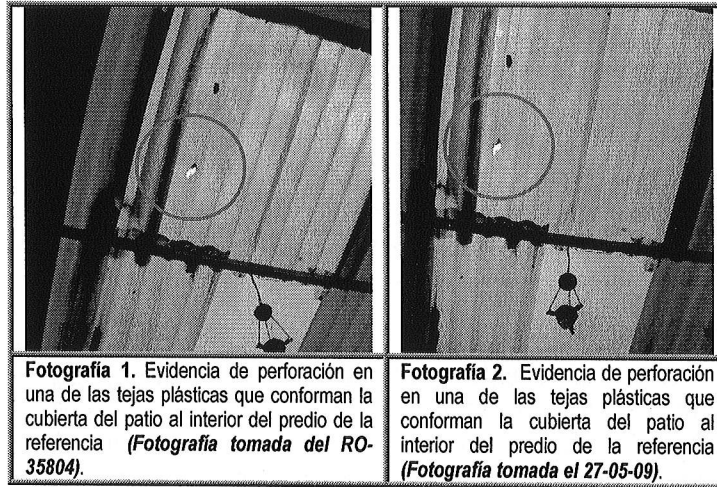 Fotografía 1. Evidencia de perforación en
una de las tejas plásticas que conforman la
cubierta del patio al interior del predio de la
referencia (Fotografía tomada del RO-
35804).
Fotografía 2. Evidencia de perforación
en una de las tejas plásticas que
conforman la cubierta del patio al
interior del predio de la referencia
(Fotografía tomada el 27-05-09).